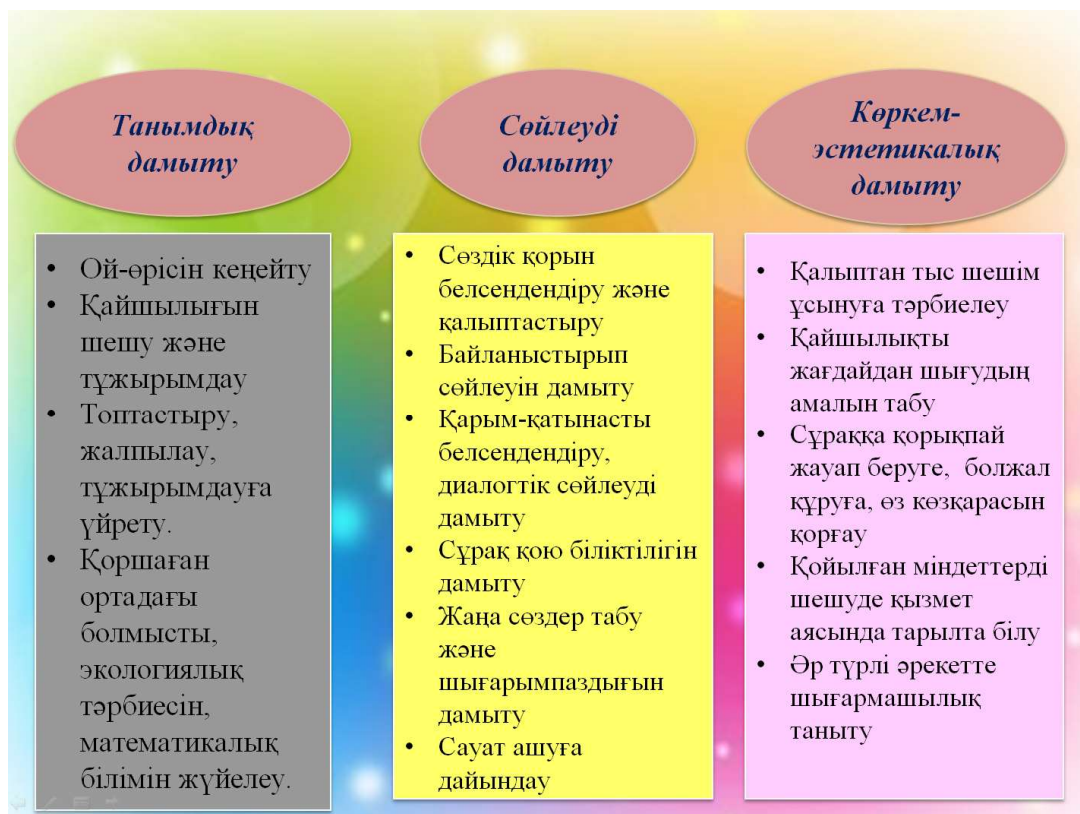 Танымдық
дамыту
• Ой-өрісін кеңейту
• Қайшылығын
шешу және
тұжырымдау
• Топтастыру,
жалпылау,
тұжырымдауға
үйрету.
• Қоршаған
ортадағы
болмысты,
экологиялық
тәрбиесін,
математикалық
білімін жүйелеу.
Сөйлеуді
дамыту
• Сөздік қорын
белсендендіру және
қалыптастыру
• Байланыстырып
сөйлеуін дамыту
• Қарым-қатынасты
белсендендіру,
диалогтік сөйлеуді
дамыту
• Сұрақ қою біліктілігін
дамыту
• Жаңа сөздер табу
және
шығарымпаздығын
дамыту
• Сауат ашуға
дайындау
Көркем-
эстетикалық
дамыту
• Қалыптан тыс шешім
ұсынуға тәрбиелеу
• Қайшылықты
жағдайдан шығудың
амалын табу
• Сұраққа қорықпай
жауап беруге, болжал
құруға, өз көзқарасын
қорғау
• Қойылған міндеттерді
шешуде қызмет
аясында тарылта білу
• Әр түрлі әрекетте
шығармашылық
таныту